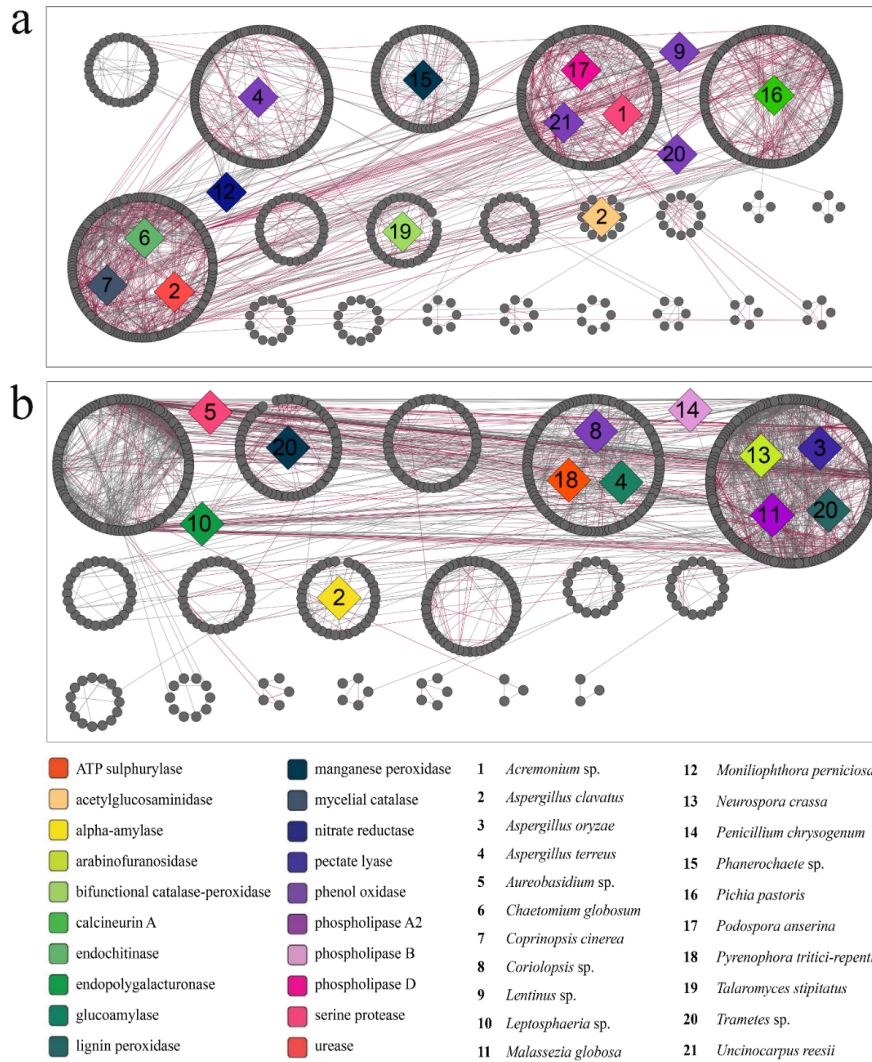 a
17
9
4
15
16
21
1
20
12
6
19
2
7
2
b
5
14
20
8
13
3
18
4
11
20
10
2
ATP sulphurylase
acetylglucosaminidase
alpha-amylase
arabinofuranosidase
bifunctional catalase-peroxidase
calcineurin A
endochitinase
endopolygalacturonase
glucoamylase
lignin peroxidase
manganese peroxidase
mycelial catalase
nitrate reductase
pectate lyase
phenol oxidase
phospholipase A2
phospholipase B
phospholipase D
serine protease
urease
1 Acremonium sp.
2 Aspergillus clavatus
3 Aspergillus oryzae
4 Aspergillus terreus
5 Aureobasidium sp.
6 Chaetomium globosum
7 Coprinopsis cinerea
8 Coriolopsis sp.
9 Lentinus sp.
10 Leptosphaeria sp.
11 Malassezia globosa
12 Moniliophthora perniciosa
13 Neurospora crassa
14 Penicillium chrysogenum
15 Phanerochaete sp.
16 Pichia pastoris
17 Podospora anserina
18 Pyrenophora tritici-repent
19 Talaromyces stipitatus
20 Trametes sp.
21 Uncinocarpus reesii